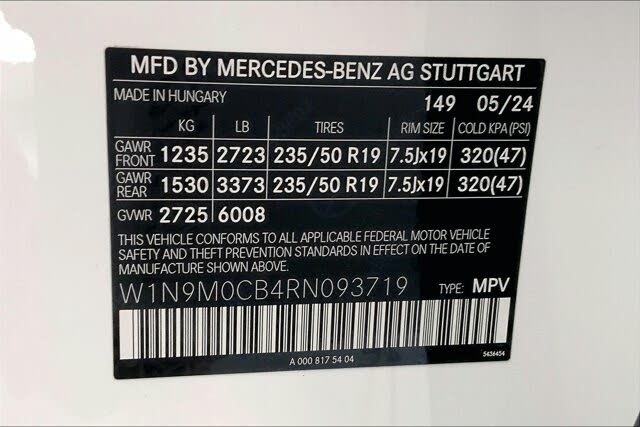 MFD BY MERCEDES-BENZ AG STUTTGART
MADE IN HUNGARY 149 05/24
KG LB TIRES RIM SIZE COLD KPA (PSI)
GAWR FRONT 1235 2723 235/50 R19 7.5Jx19 320(47)
GAWR REAR 1530 3373 235/50 R19 7.5Jx19 320(47)
GVWR 2725 6008
THIS VEHICLE CONFORMS TO ALL APPLICABLE FEDERAL MOTOR VEHICLE
SAFETY AND THEFT PREVENTION STANDARDS IN EFFECT ON THE DATE OF
MANUFACTURE SHOWN ABOVE.
W1N9M0CB4RN093719 TYPE: MPV
A 000 817 54 04 5436454